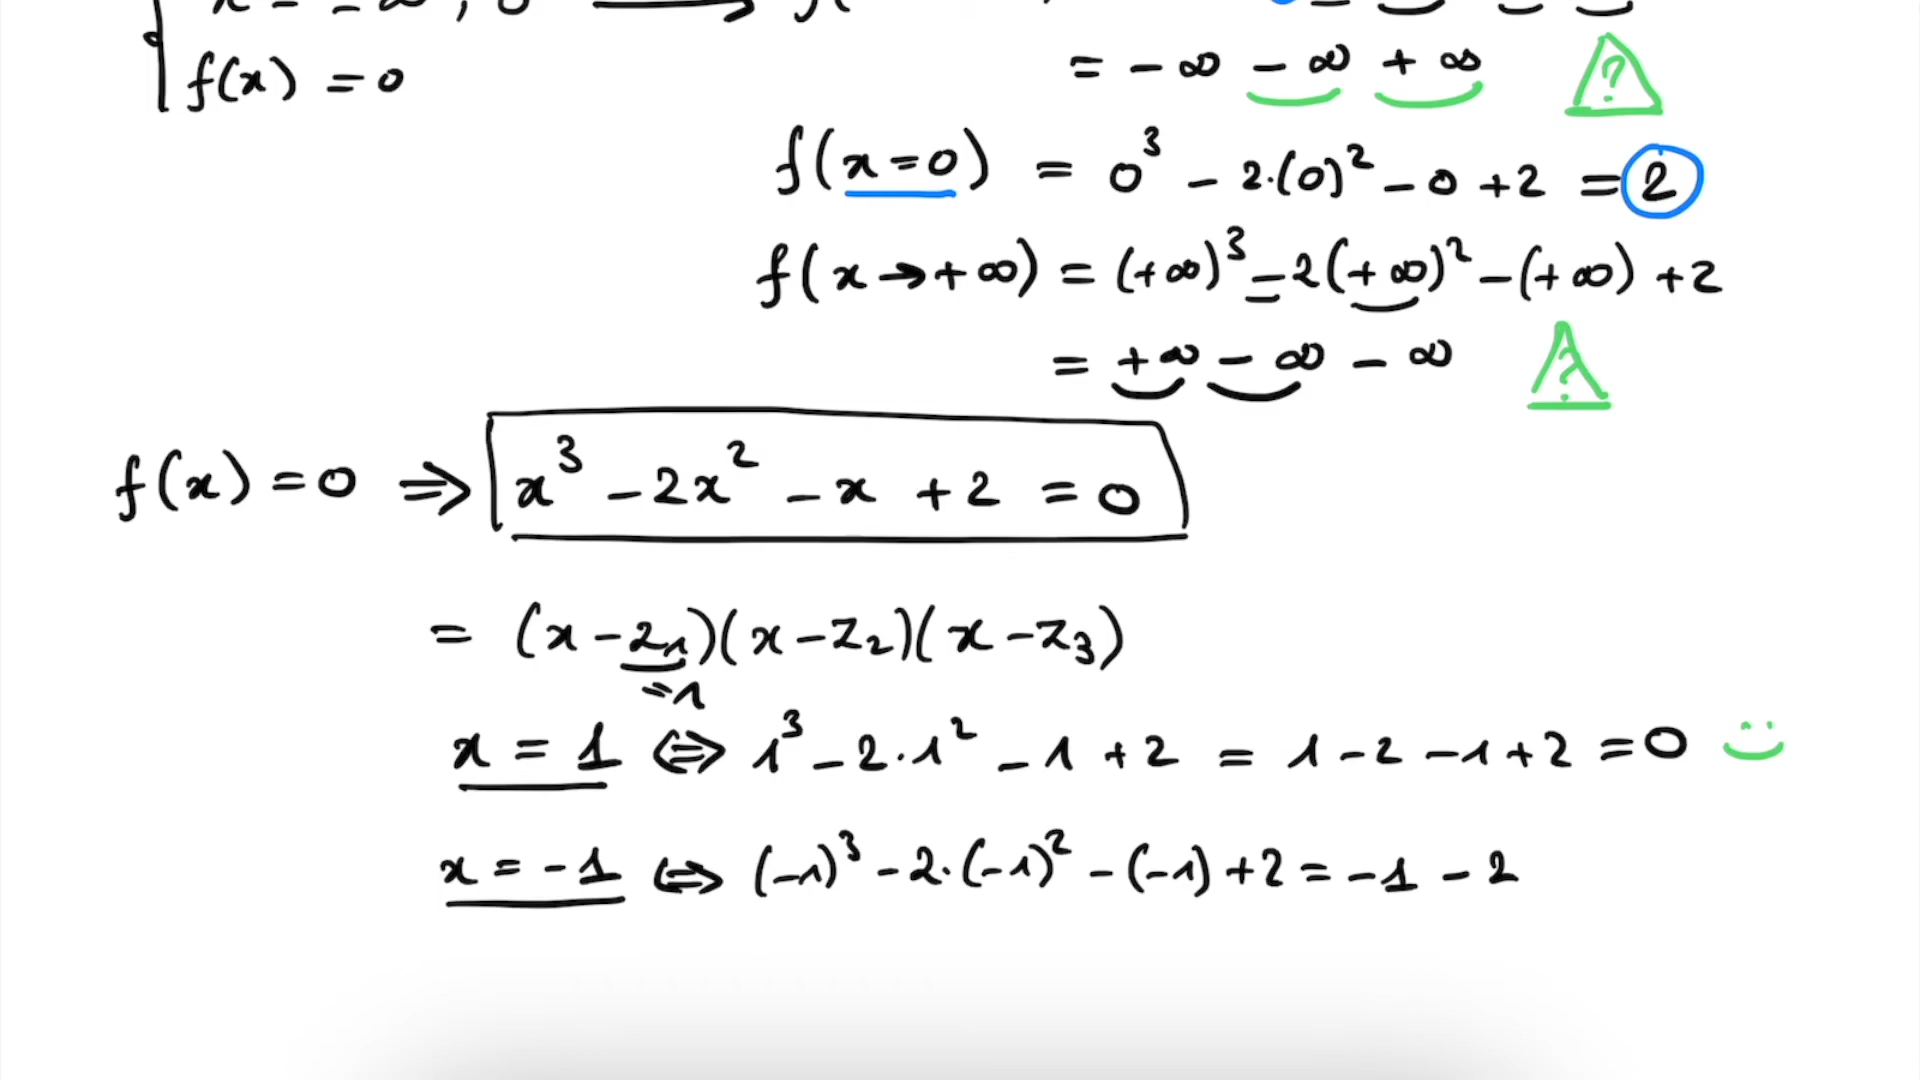 f(x) = 0
= - ∞ - ∞ + ∞ ?
f(x=0) = 0³ - 2·(0)² - 0 + 2 = 2
f(x → +∞) = (+∞)³ - 2(+∞)² - (+∞) + 2
= +∞ - ∞ - ∞ ?
f(x) = 0 ⇒ x³ - 2x² - x + 2 = 0
= (x - z₁)(x - z₂)(x - z₃)
= 1
x = 1 ⇔ 1³ - 2·1² - 1 + 2 = 1 - 2 - 1 + 2 = 0
x = -1 ⇔ (-1)³ - 2·(-1)² - (-1) + 2 = -1 - 2